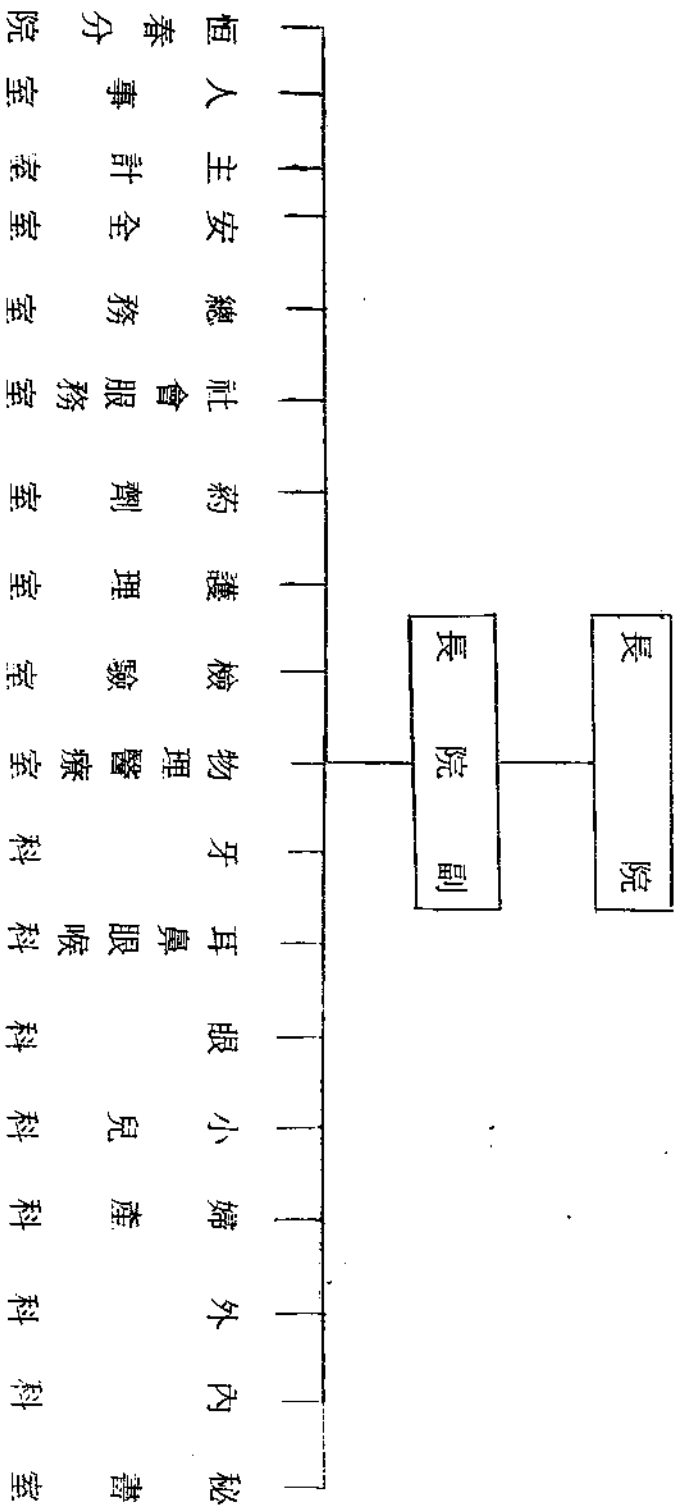 院長
副院長
秘書室
內科
外科
婦產科
小兒科
眼科
耳鼻眼喉科
牙科
物理醫療室
檢驗室
護理室
葯劑室
社會服務室
總務室
安全室
主計室
人事室
恒春分院